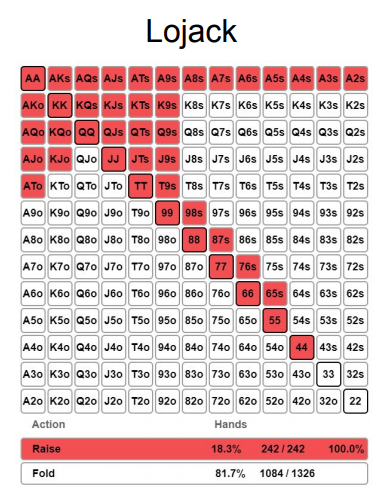 Lojack
AA AKs AQs AJs ATs A9s A8s A7s A6s A5s A4s A3s A2s
AKo KK KQs KJs KTs K9s K8s K7s K6s K5s K4s K3s K2s
AQo KQo QQ QJs QTs Q9s Q8s Q7s Q6s Q5s Q4s Q3s Q2s
AJo KJo QJo JJ JTs J9s J8s J7s J6s J5s J4s J3s J2s
ATo KTo QTo JTo TT T9s T8s T7s T6s T5s T4s T3s T2s
A9o K9o Q9o J9o T9o 99 98s 97s 96s 95s 94s 93s 92s
A8o K8o Q8o J8o T8o 98o 88 87s 86s 85s 84s 83s 82s
A7o K7o Q7o J7o T7o 97o 87o 77 76s 75s 74s 73s 72s
A6o K6o Q6o J6o T6o 96o 86o 76o 66 65s 64s 63s 62s
A5o K5o Q5o J5o T5o 95o 85o 75o 65o 55 54s 53s 52s
A4o K4o Q4o J4o T4o 94o 84o 74o 64o 54o 44 43s 42s
A3o K3o Q3o J3o T3o 93o 83o 73o 63o 53o 43o 33 32s
A2o K2o Q2o J2o T2o 92o 82o 72o 62o 52o 42o 32o 22
Action Hands
Raise 18.3% 242 / 242 100.0%
Fold 81.7% 1084 / 1326